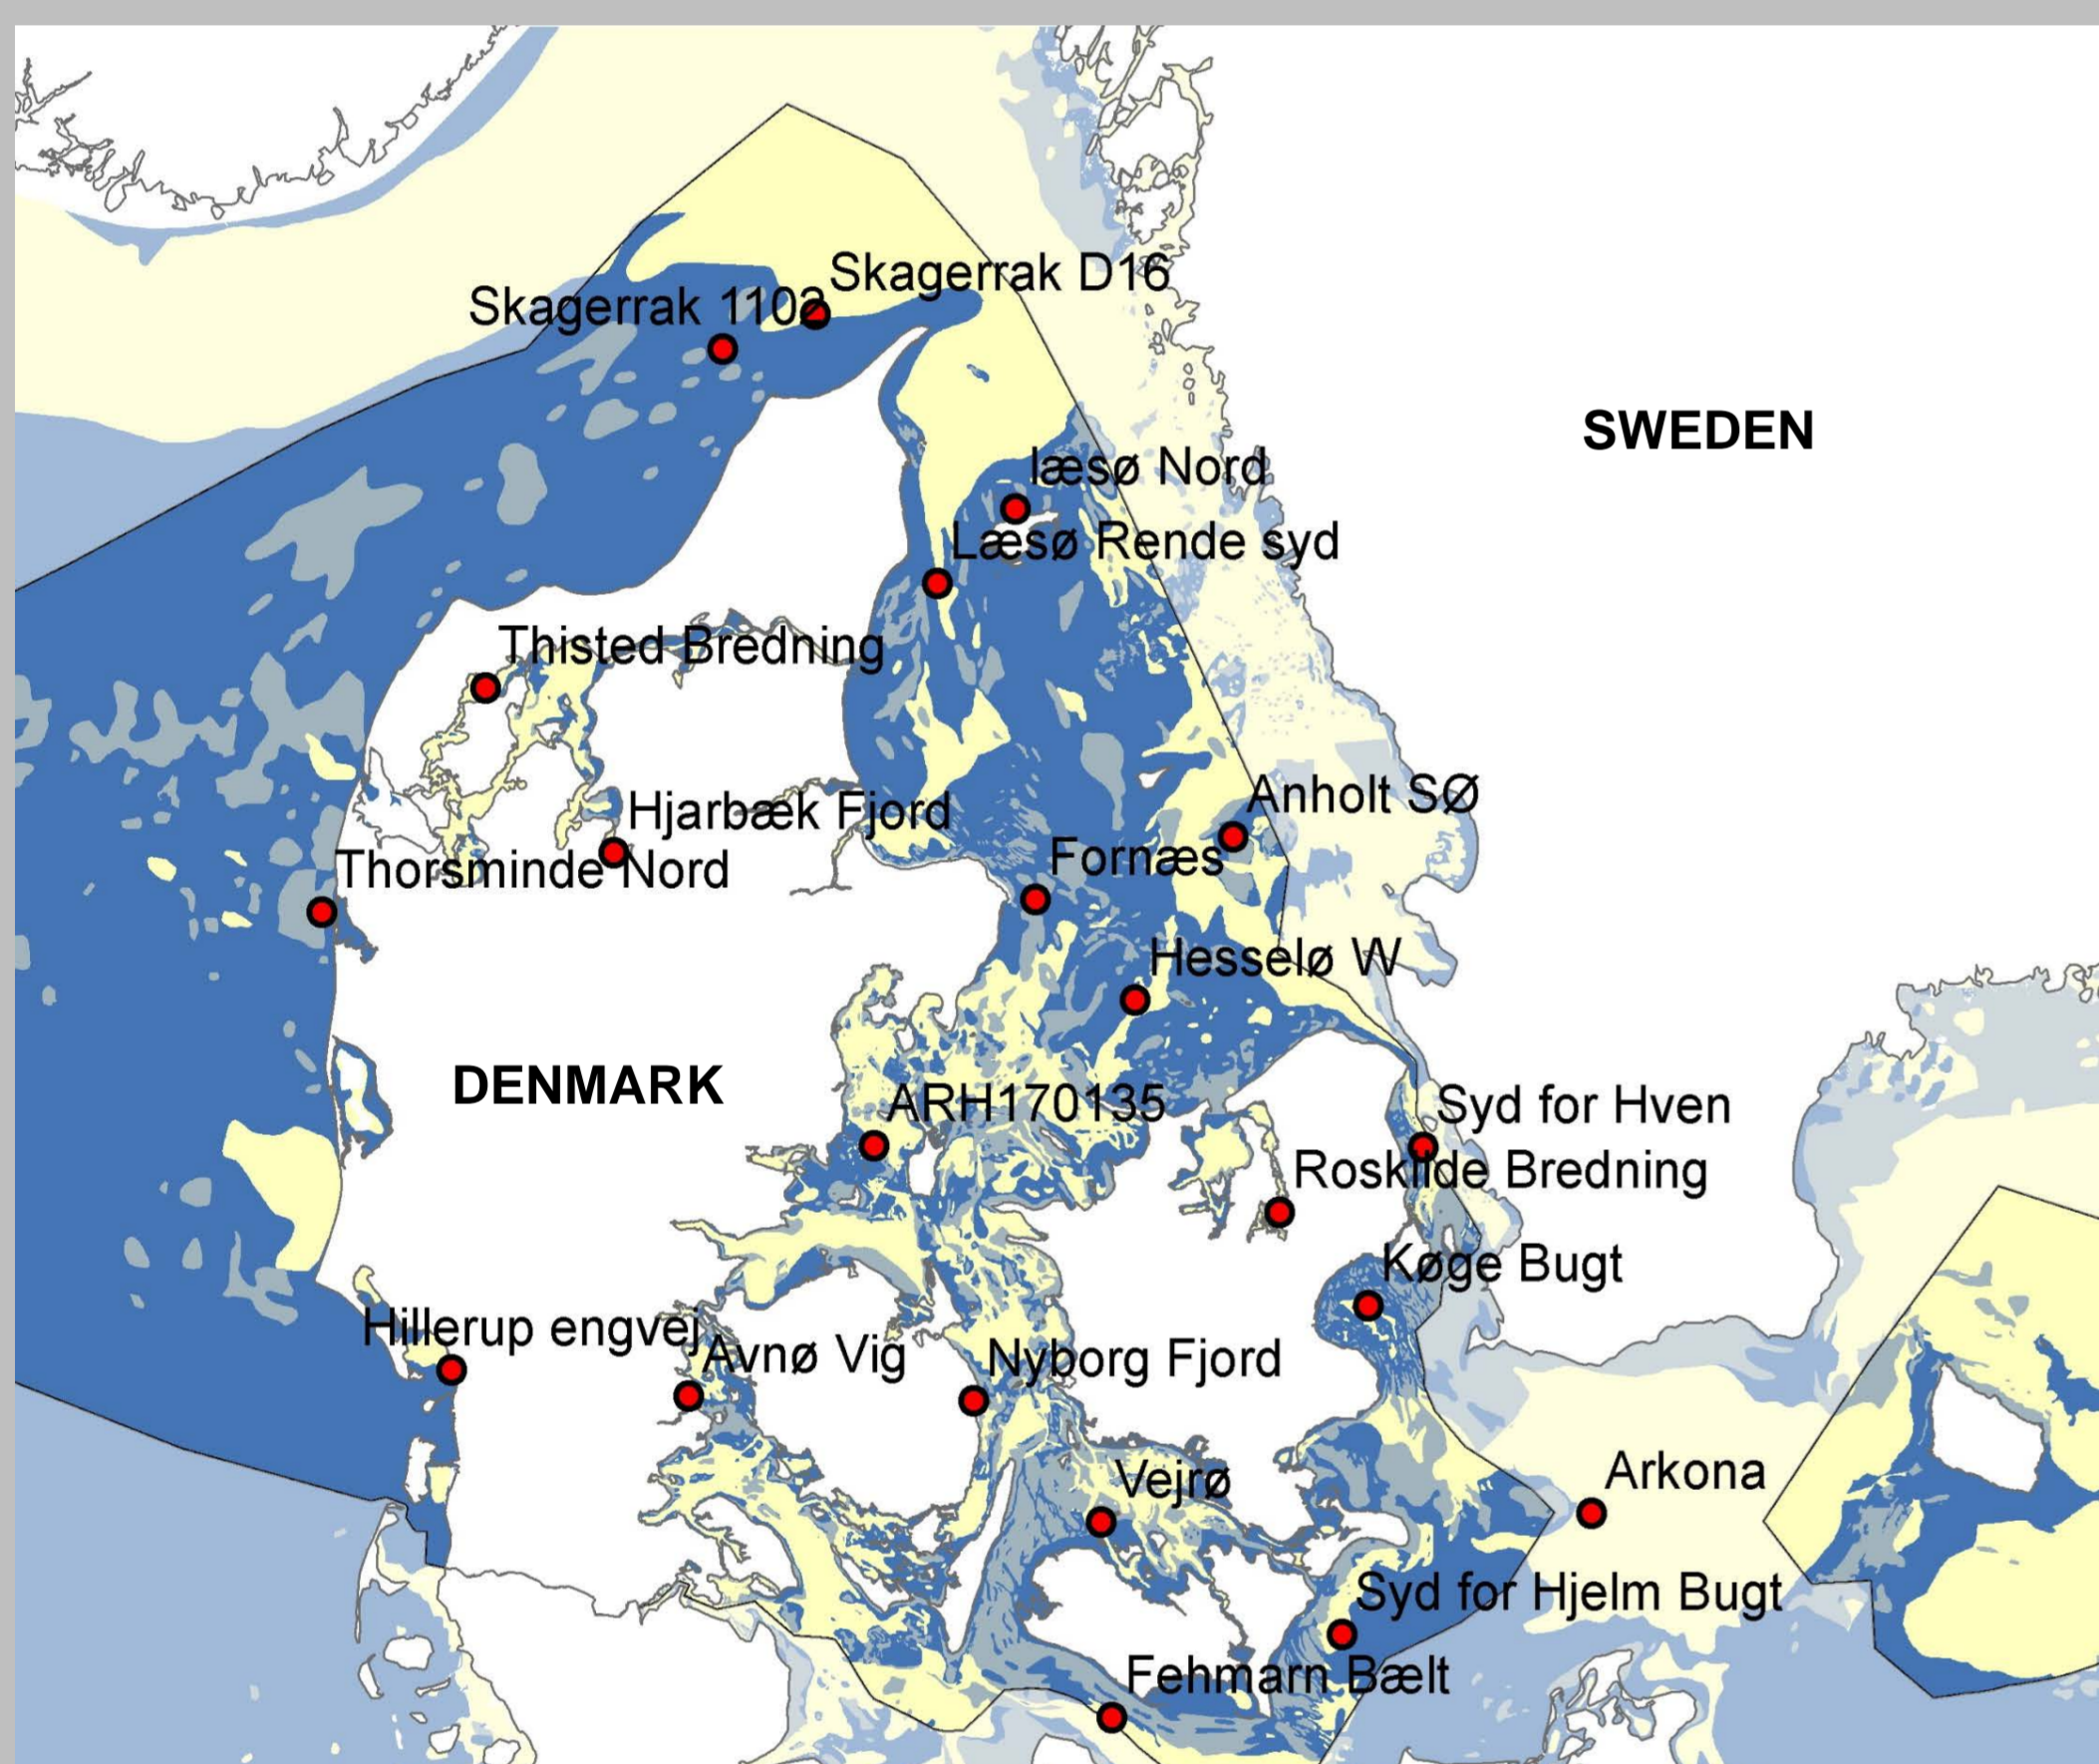 Skagerrak D16
Skagerrak 1102
SWEDEN
læsø Nord
Læsø Rende syd
Thisted Bredning
Anholt SØ
Hjarbæk Fjord
Fornæs
Thorsminde Nord
Hesselø W
DENMARK
ARH170135
Syd for Hven
Roskilde Bredning
Køge Bugt
Hillerup engvej
Avnø Vig
Nyborg Fjord
Arkona
Vejrø
Syd for Hjelm Bugt
Fehmarn Bælt